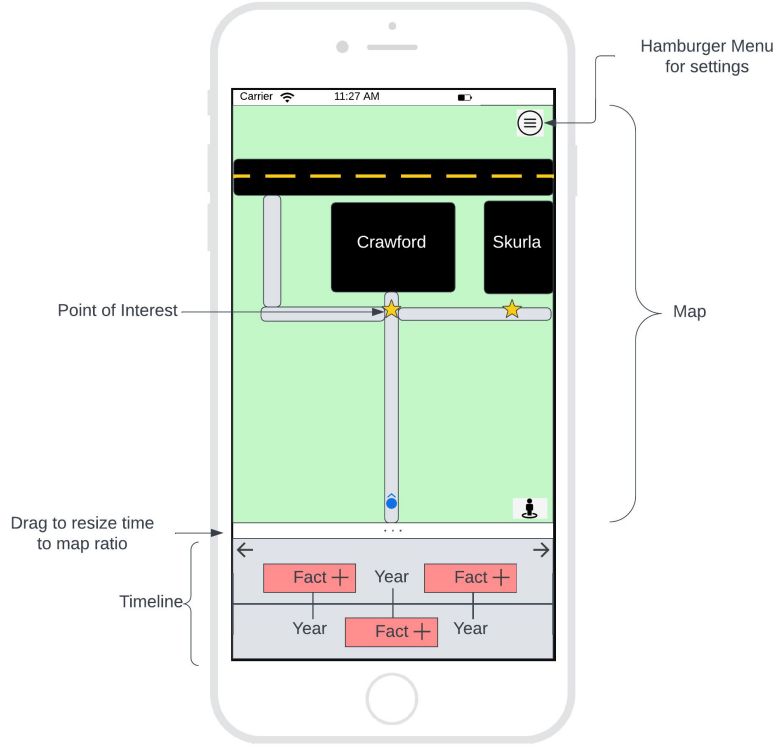 Hamburger Menu
for settings
Carrier 11:27 AM
Crawford
Skurla
Point of Interest
Map
Drag to resize time
to map ratio
Timeline
Fact
Year
Fact
Year
Fact
Year